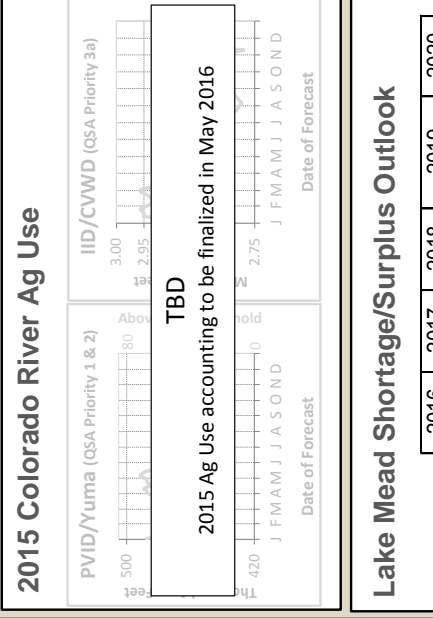 2015 Colorado River Ag Use
PVID/Yuma (QSA Priority 1 & 2)
500
420
80
0
J F M A M J J A S O N D
Date of Forecast
IID/CVWD (QSA Priority 3a)
3.00
2.95
2.75
J F M A M J J A S O N D
Date of Forecast
TBD
2015 Ag Use accounting to be finalized in May 2016
Lake Mead Shortage/Surplus Outlook
2016 2017 2018 2019 2020